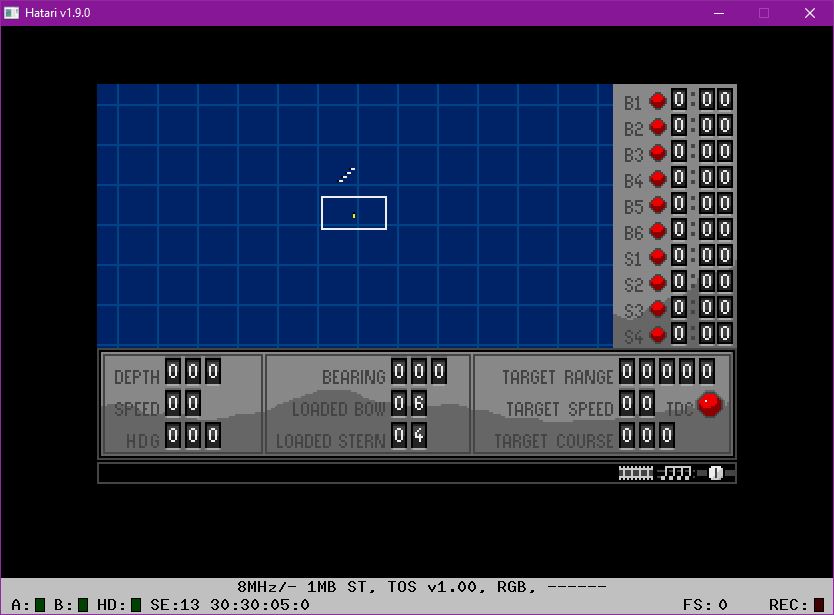 Hatari v1.9.0
B1 0:00
B2 0:00
B3 0:00
B4 0:00
B5 0:00
B6 0:00
S1 0:00
S2 0:00
S3 0:00
S4 0:00
DEPTH 000 BEARING 000 TARGET RANGE 00000
SPEED 00 LOADED BOW 06 TARGET SPEED 00 TDC
HDG 000 LOADED STERN 04 TARGET COURSE 000
8MHz/- 1MB ST, TOS v1.00, RGB, ------
A: B: HD: SE:13 30:30:05:0 FS: 0 REC: